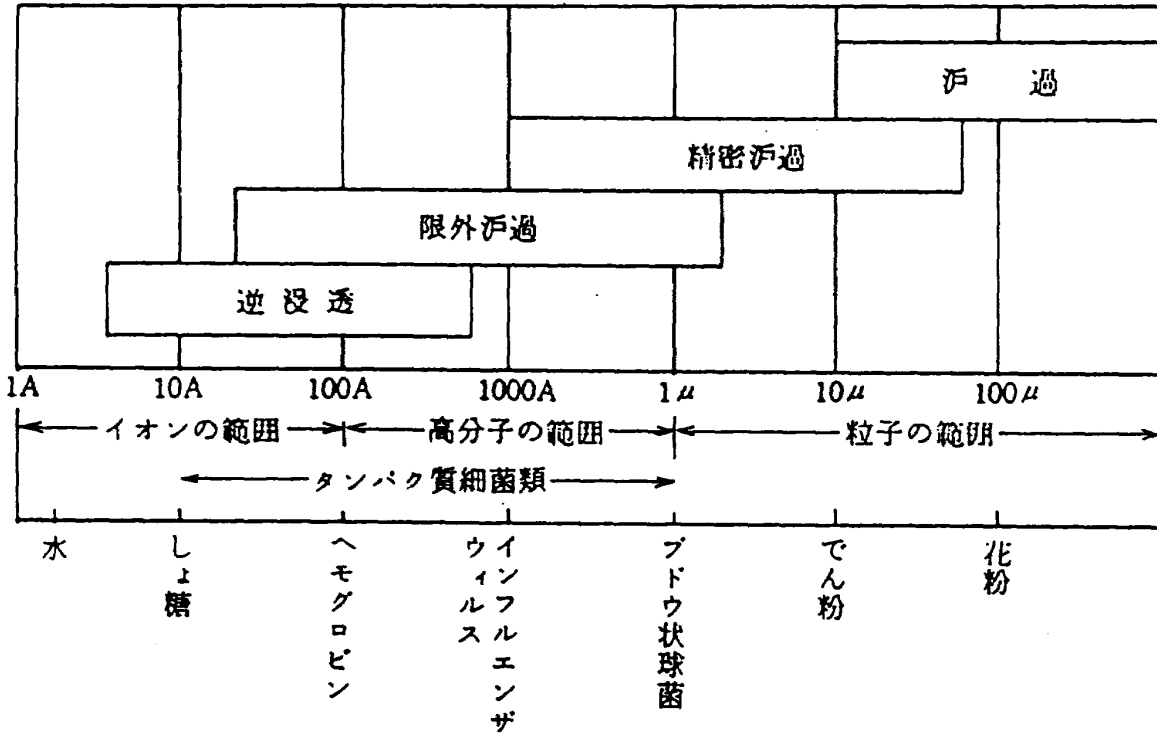 沪過
精密沪過
限外沪過
逆浸透
1A 10A 100A 1000A 1μ 10μ 100μ
イオンの範囲 高分子の範囲 粒子の範囲
タンパク質細菌類
水
しょ糖
ヘモグロビン
インフルエンザ
ウィルス
ブドウ状球菌
でん粉
花粉